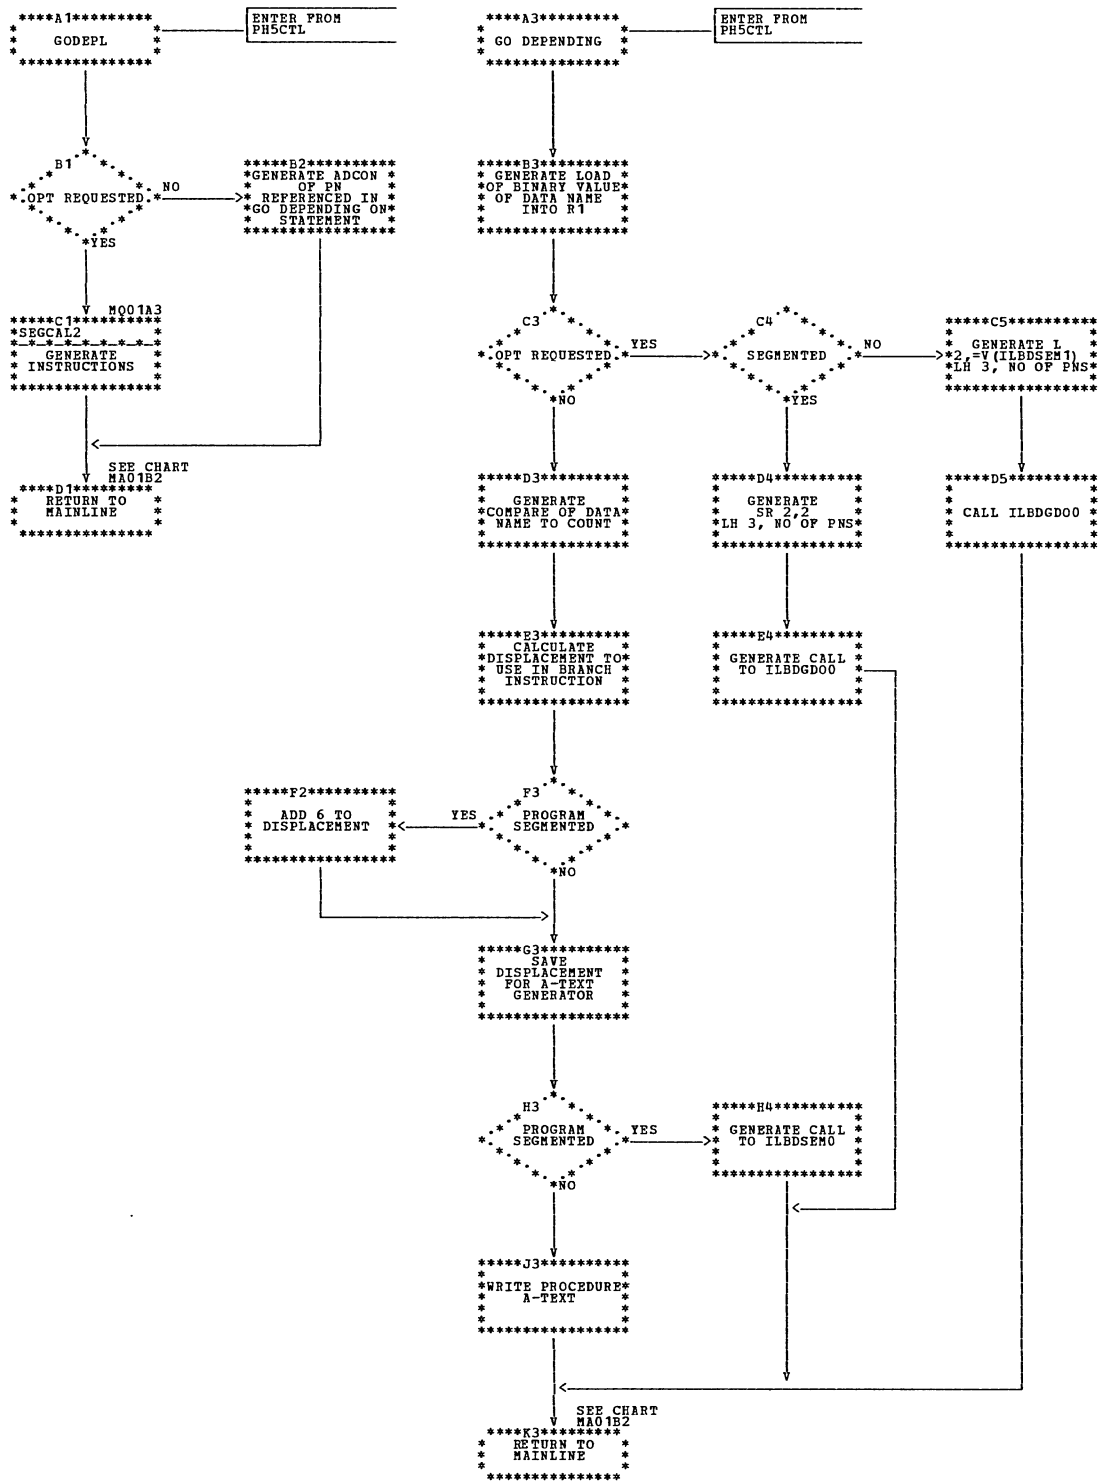 A1
GODEPL
ENTER FROM
PH5CTL
B1
OPT REQUESTED
NO
YES
B2
GENERATE ADCON
OF PN
REFERENCED IN
GO DEPENDING ON
STATEMENT
MQ01A3
C1
SEGCAL2
GENERATE
INSTRUCTIONS
SEE CHART
MA01B2
D1
RETURN TO
MAINLINE
A3
GO DEPENDING
ENTER FROM
PH5CTL
B3
GENERATE LOAD
OF BINARY VALUE
OF DATA NAME
INTO R1
C3
OPT REQUESTED
YES
NO
C4
SEGMENTED
NO
YES
C5
GENERATE L
2,=V(ILBDSEM1)
LH 3, NO OF PNS
D3
GENERATE
COMPARE OF DATA
NAME TO COUNT
D4
GENERATE
SR 2,2
LH 3, NO OF PNS
D5
CALL ILBDGDO0
E3
CALCULATE
DISPLACEMENT TO
USE IN BRANCH
INSTRUCTION
E4
GENERATE CALL
TO ILBDGDO0
F2
ADD 6 TO
DISPLACEMENT
F3
PROGRAM
SEGMENTED
YES
NO
G3
SAVE
DISPLACEMENT
FOR A-TEXT
GENERATOR
H3
PROGRAM
SEGMENTED
YES
NO
H4
GENERATE CALL
TO ILBDSEM0
J3
WRITE PROCEDURE
A-TEXT
SEE CHART
MA01B2
K3
RETURN TO
MAINLINE